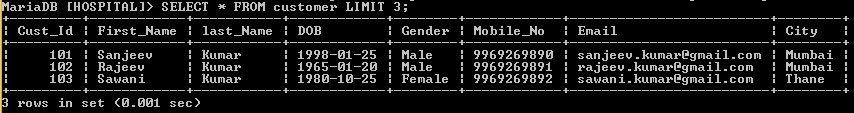 MariaDB [HOSPITAL]> SELECT * FROM customer LIMIT 3;
+---------+------------+-----------+------------+--------+------------+-------------------------+--------+
| Cust_Id | First_Name | last_Name | DOB        | Gender | Mobile_No  | Email                   | City   |
+---------+------------+-----------+------------+--------+------------+-------------------------+--------+
|     101 | Sanjeev    | Kumar     | 1998-01-25 | Male   | 9969269890 | sanjeev.kumar@gmail.com | Mumbai |
|     102 | Rajeev     | Kumar     | 1965-01-20 | Male   | 9969269891 | rajeev.kumar@gmail.com  | Mumbai |
|     103 | Sawani     | Kumar     | 1980-10-25 | Female | 9969269892 | sawani.kumar@gmail.com  | Thane  |
+---------+------------+-----------+------------+--------+------------+-------------------------+--------+
3 rows in set (0.001 sec)